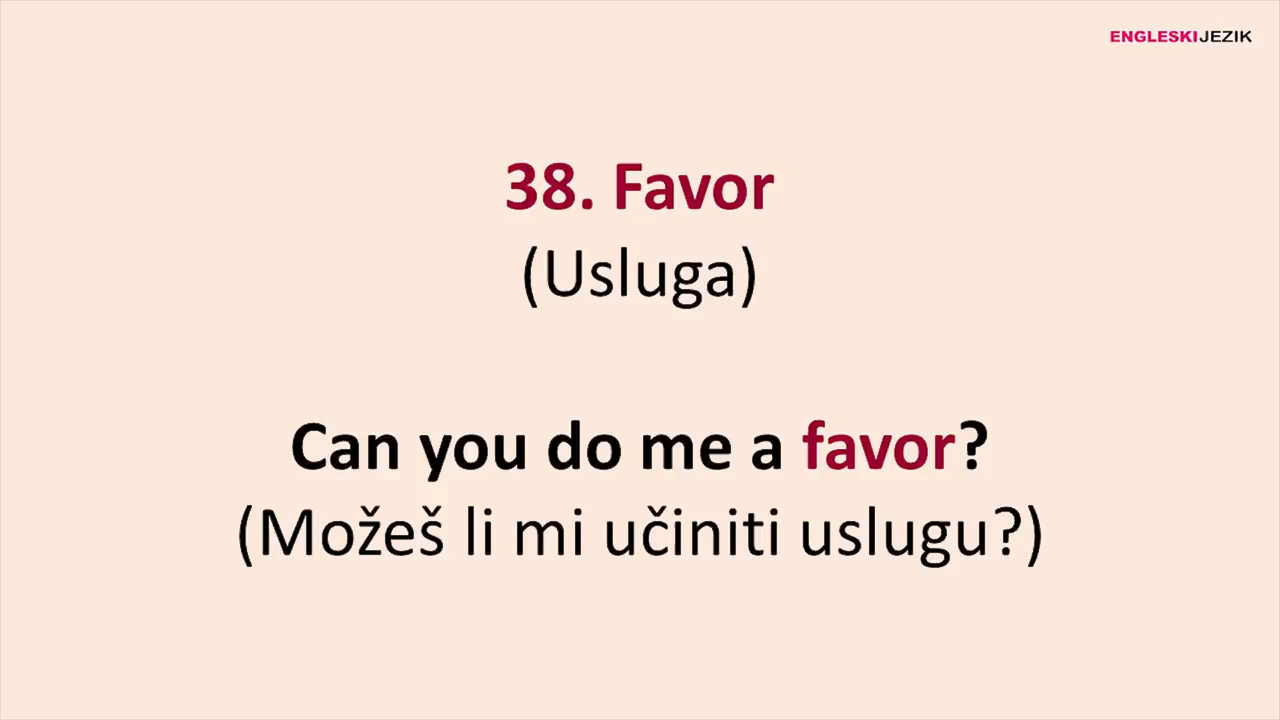 ENGLESKIJEZIK
38. Favor
(Usluga)
Can you do me a favor?
(Možeš li mi učiniti uslugu?)